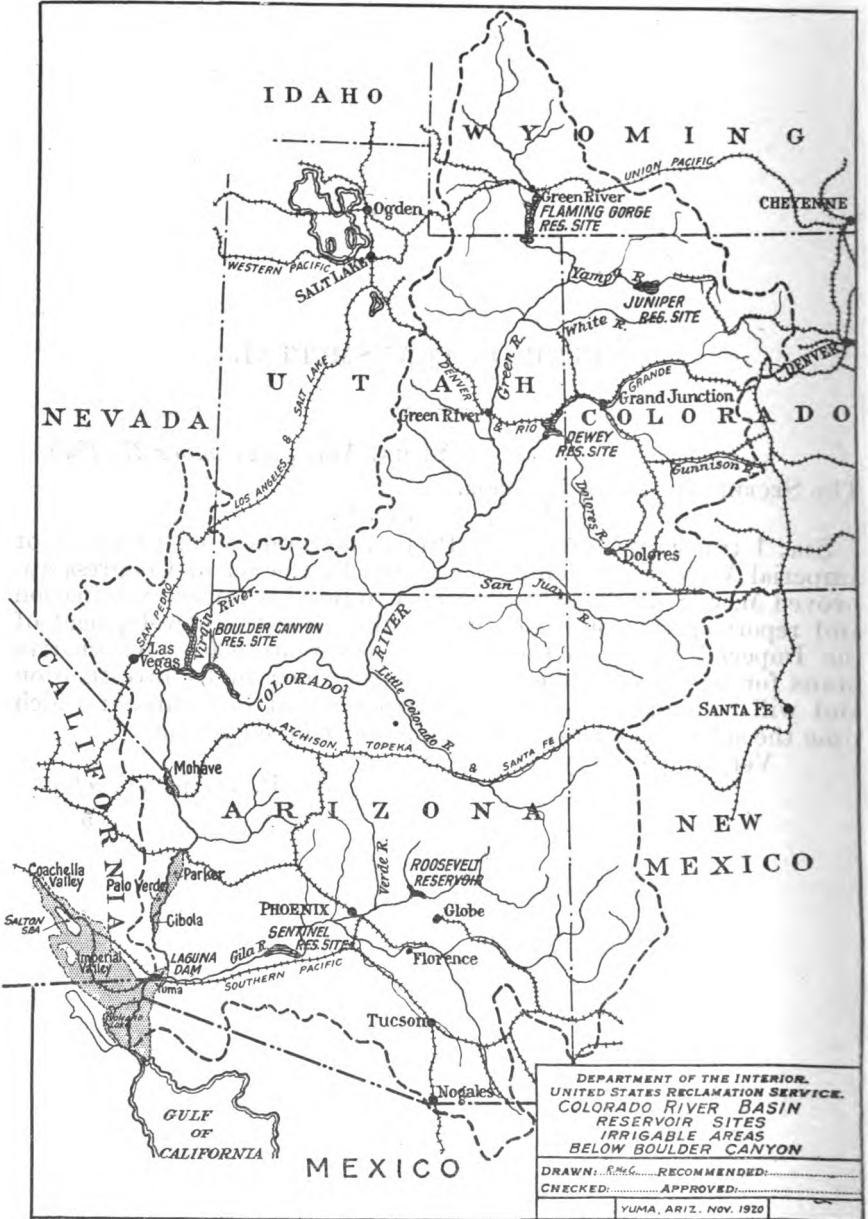 IDAHO
WYOMING
UNION PACIFIC
Green River
FLAMING GORGE
RES. SITE
CHEYENNE
Ogden
WESTERN PACIFIC
SALT LAKE
Yampa R.
JUNIPER
RES. SITE
White R.
Green R.
DENVER
UTAH
DENVER
& RIO
GRANDE
Grand Junction
NEVADA
LOS ANGELES & SALT LAKE
Green River
COLORADO
DEWEY
RES. SITE
Gunnison R.
Dolores R.
Dolores
San Juan R.
SAN PEDRO
Virgin River
BOULDER CANYON
RES. SITE
Las
Vegas
COLORADO
RIVER
Little Colorado R.
SANTA FE
CALIFORNIA
ATCHISON
TOPEKA
&
SANTA FE
Mohave
ARIZONA
NEW
MEXICO
Coachella
Valley
Palo Verde
Parker
Verde R.
ROOSEVELT
RESERVOIR
Cibola
PHOENIX
Globe
SALTON
SEA
SENTINEL
RES. SITE
Imperial
Valley
LAGUNA
DAM
Gila R.
Florence
Yuma
SOUTHERN PACIFIC
Tucson
Nogales
GULF
OF
CALIFORNIA
MEXICO
DEPARTMENT OF THE INTERIOR.
UNITED STATES RECLAMATION SERVICE.
COLORADO RIVER BASIN
RESERVOIR SITES
IRRIGABLE AREAS
BELOW BOULDER CANYON
DRAWN: RECOMMENDED:
CHECKED: APPROVED:
YUMA, ARIZ. NOV. 1920